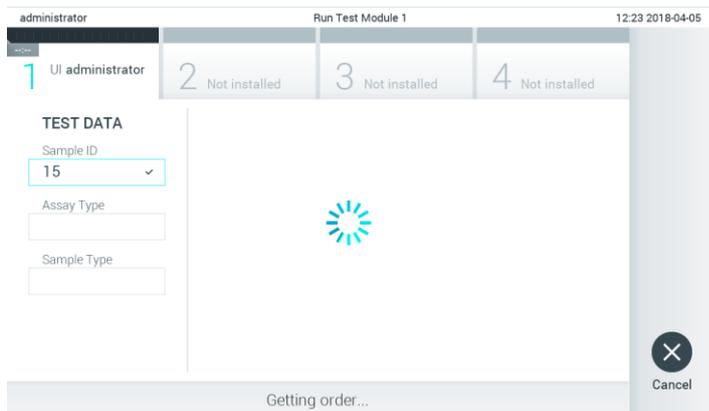 administrator Run Test Module 1 12:23 2018-04-05
--:--
1 UI administrator 2 Not installed 3 Not installed 4 Not installed
TEST DATA
Sample ID
15
Assay Type
Sample Type
Cancel
Getting order...